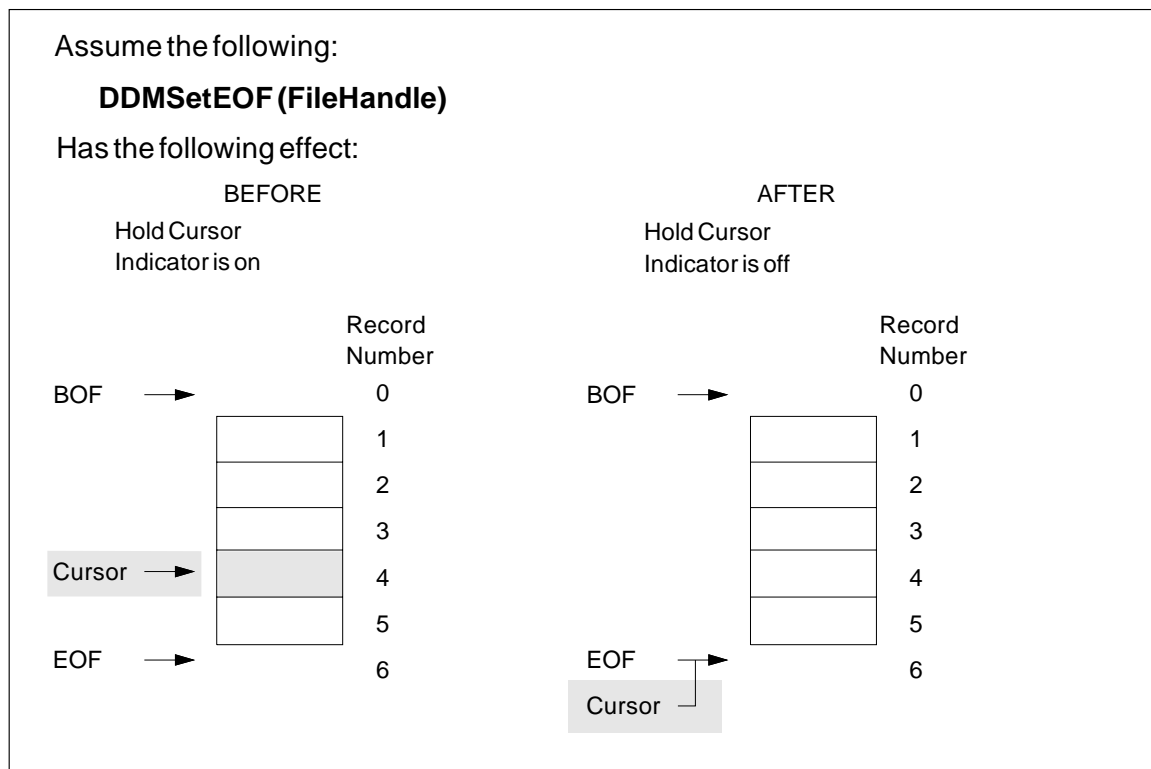 Assume the following:
DDMSetEOF (FileHandle)
Has the following effect:
BEFORE
Hold Cursor
Indicator is on
Record
Number
BOF 0
1
2
3
Cursor 4
5
EOF 6
AFTER
Hold Cursor
Indicator is off
Record
Number
BOF 0
1
2
3
4
5
EOF 6
Cursor